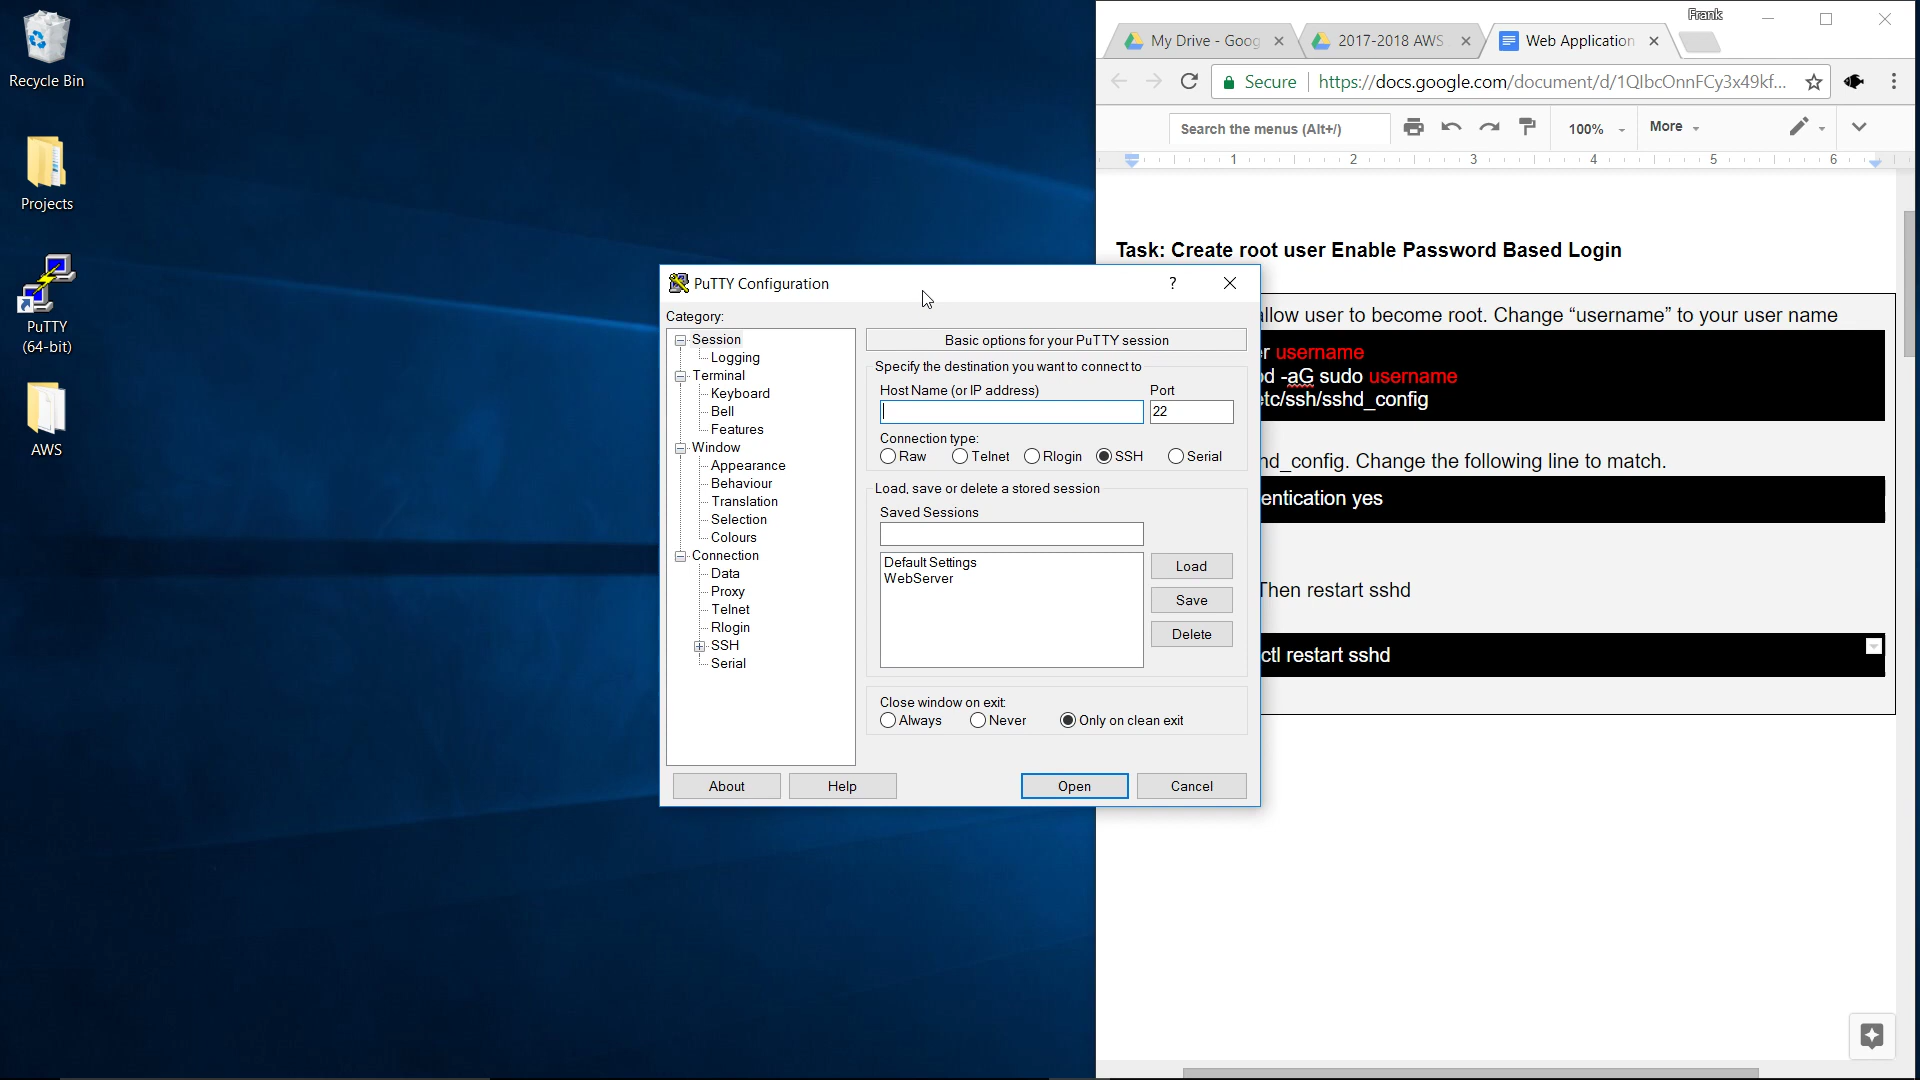 Recycle Bin
Projects
PuTTY
(64-bit)
AWS
Frank
My Drive - Goog
2017-2018 AWS
Web Application
Secure
https://docs.google.com/document/d/1QIbcOnnFCy3x49kf...
Search the menus (Alt+/)
100%
More
1 2 3 4 5 6
Task: Create root user Enable Password Based Login
llow user to become root. Change “username” to your user name
r username
d -aG sudo username
tc/ssh/sshd_config
d_config. Change the following line to match.
entication yes
Then restart sshd
ctl restart sshd
PuTTY Configuration
?
Category:
Session
Logging
Terminal
Keyboard
Bell
Features
Window
Appearance
Behaviour
Translation
Selection
Colours
Connection
Data
Proxy
Telnet
Rlogin
SSH
Serial
Basic options for your PuTTY session
Specify the destination you want to connect to
Host Name (or IP address) Port
22
Connection type:
Raw Telnet Rlogin SSH Serial
Load, save or delete a stored session
Saved Sessions
Default Settings
WebServer
Load
Save
Delete
Close window on exit:
Always Never Only on clean exit
About Help Open Cancel